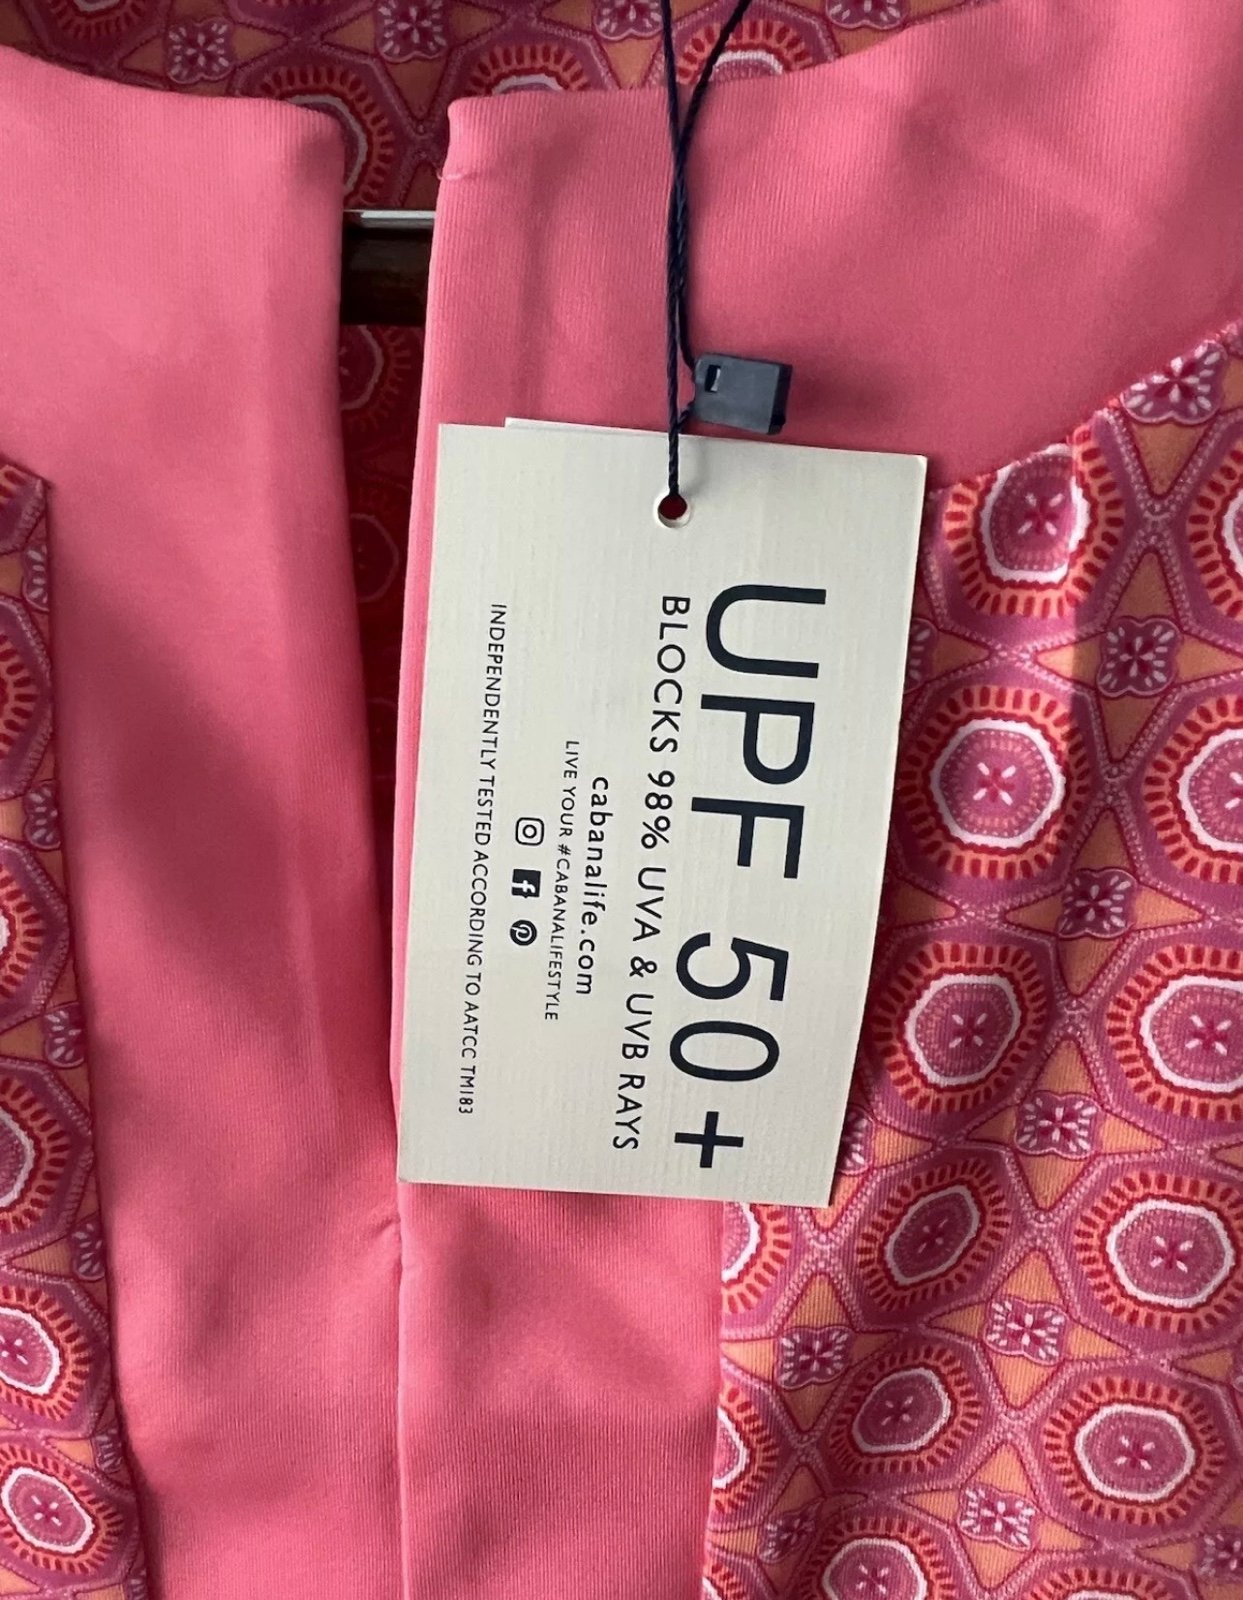 UPF 50+
BLOCKS 98% UVA & UVB RAYS
cabanalife.com
LIVE YOUR #CABANALIFESTYLE
INDEPENDENTLY TESTED ACCORDING TO AATCC TM183